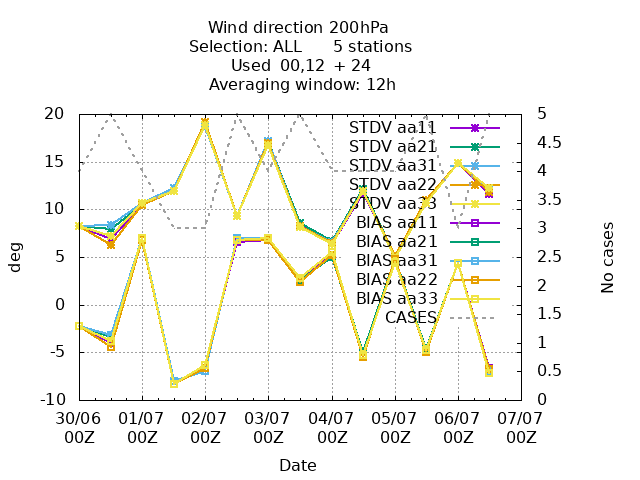 Wind direction 200hPa
Selection: ALL 5 stations
Used 00,12 + 24
Averaging window: 12h
20
15
10
5
0
-5
-10
deg
5
4.5
4
3.5
3
2.5
2
1.5
1
0.5
0
No cases
STDV aa11
STDV aa21
STDV aa31
STDV aa22
STDV aa33
BIAS aa11
BIAS aa21
BIAS aa31
BIAS aa22
BIAS aa33
CASES
30/06 01/07 02/07 03/07 04/07 05/07 06/07 07/07
00Z 00Z 00Z 00Z 00Z 00Z 00Z 00Z
Date